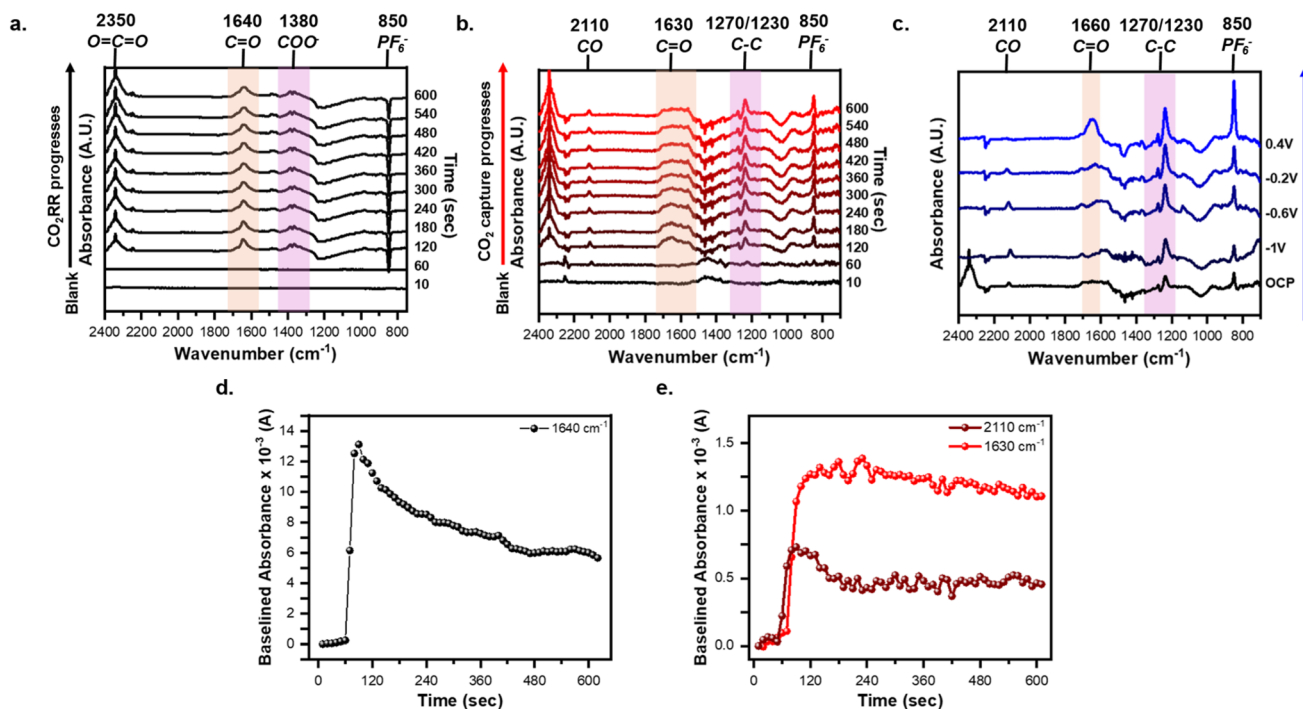 a.
2350
O=C=O
1640
C=O
1380
COO⁻
850
PF₆⁻
CO₂RR progresses
Blank
Absorbance (A.U.)
600
540
480
420
360
300
240
180
120
60
10
Time (sec)
2400 2200 2000 1800 1600 1400 1200 1000 800
Wavenumber (cm⁻¹)
b.
2110
CO
1630
C=O
1270/1230
C-C
850
PF₆⁻
CO₂ capture progresses
Blank
Absorbance (A.U.)
600
540
480
420
360
300
240
180
120
60
10
Time (sec)
2400 2200 2000 1800 1600 1400 1200 1000 800
Wavenumber (cm⁻¹)
c.
2110
CO
1660
C=O
1270/1230
C-C
850
PF₆⁻
Absorbance (A.U.)
0.4V
-0.2V
-0.6V
-1V
OCP
2400 2200 2000 1800 1600 1400 1200 1000 800
Wavenumber (cm⁻¹)
d.
1640 cm⁻¹
Baselined Absorbance x 10⁻³ (A)
14
12
10
8
6
4
2
0
0 120 240 360 480 600
Time (sec)
e.
2110 cm⁻¹
1630 cm⁻¹
Baselined Absorbance x 10⁻³ (A)
1.5
1.0
0.5
0.0
0 120 240 360 480 600
Time (sec)